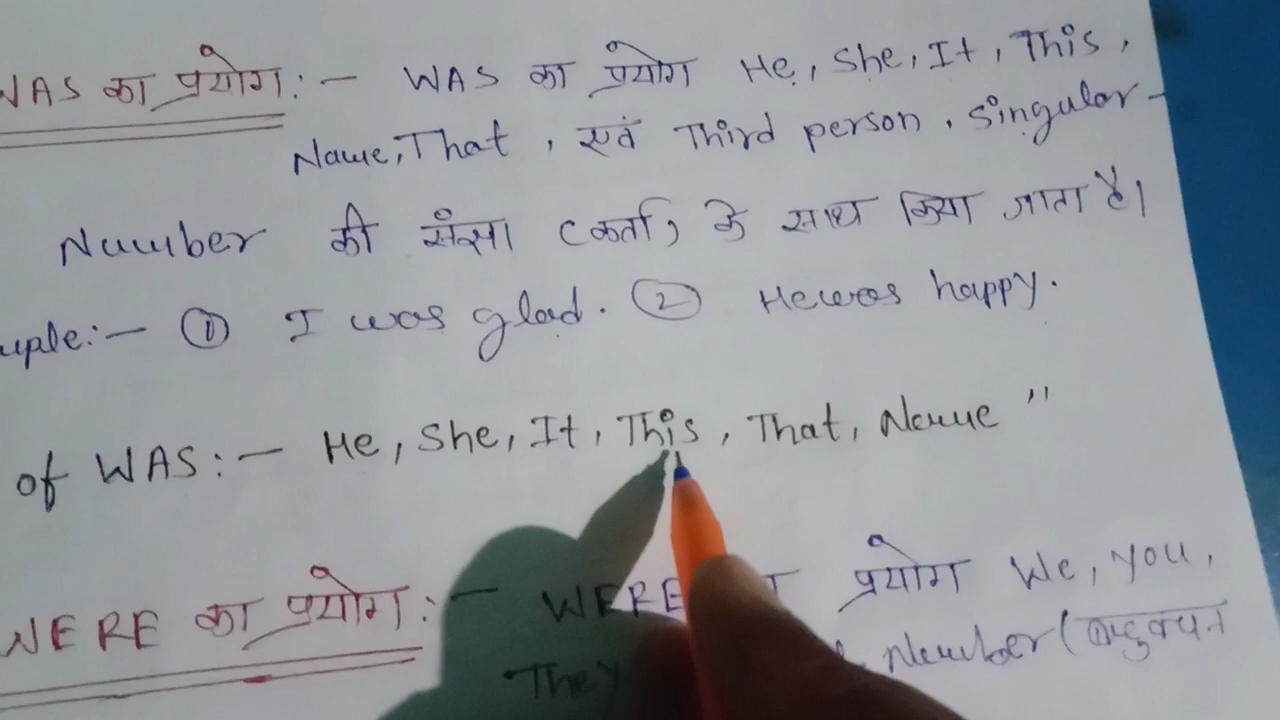 WAS का प्रयोग :- WAS का प्रयोग He, She, It, This,
Name, That, एवं Third person, Singular-
Number की संज्ञा (कर्ता) के साथ किया जाता है।
mple:- ① I was glad. ② He was happy.
of WAS:- He, She, It, This, That, Name "
WERE का प्रयोग :- WERE प्रयोग We, You,
They Number (बहुवचन